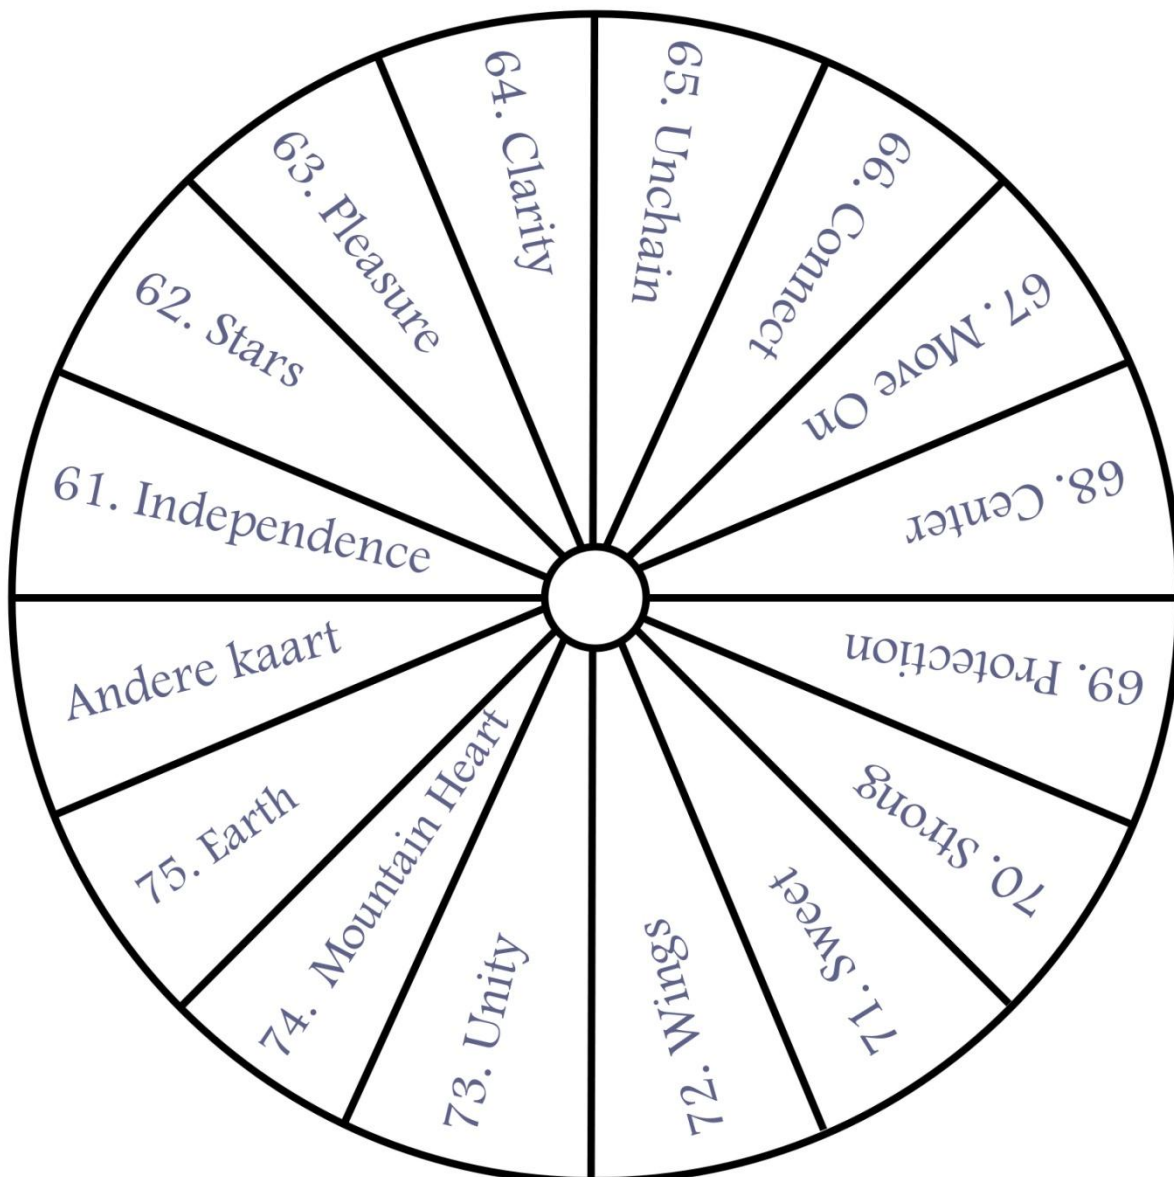 61. Independence
62. Stars
63. Pleasure
64. Clarity
65. Unchain
66. Connect
67. Move On
68. Center
69. Protection
70. Strong
71. Sweet
72. Wings
73. Unity
74. Mountain Heart
75. Earth
Andere kaart